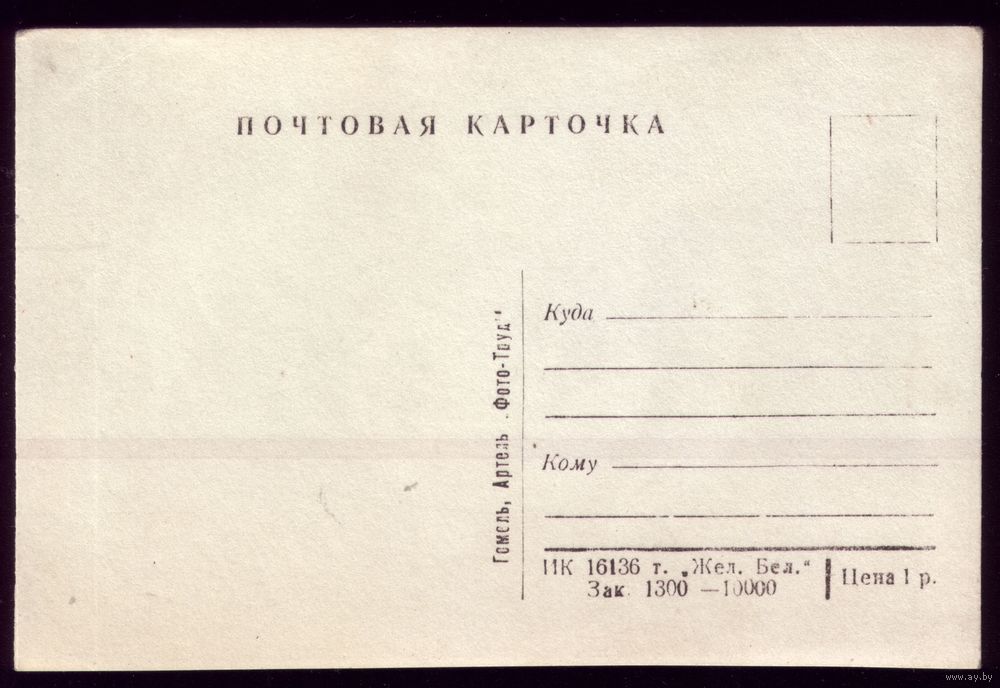 ПОЧТОВАЯ КАРТОЧКА
Куда
Кому
Гомель, Артель „Фото-Труд"
ИК 16136 т. „Жел. Бел.“
Зак. 1300 —10000
Цена 1 р.
www.ay.by